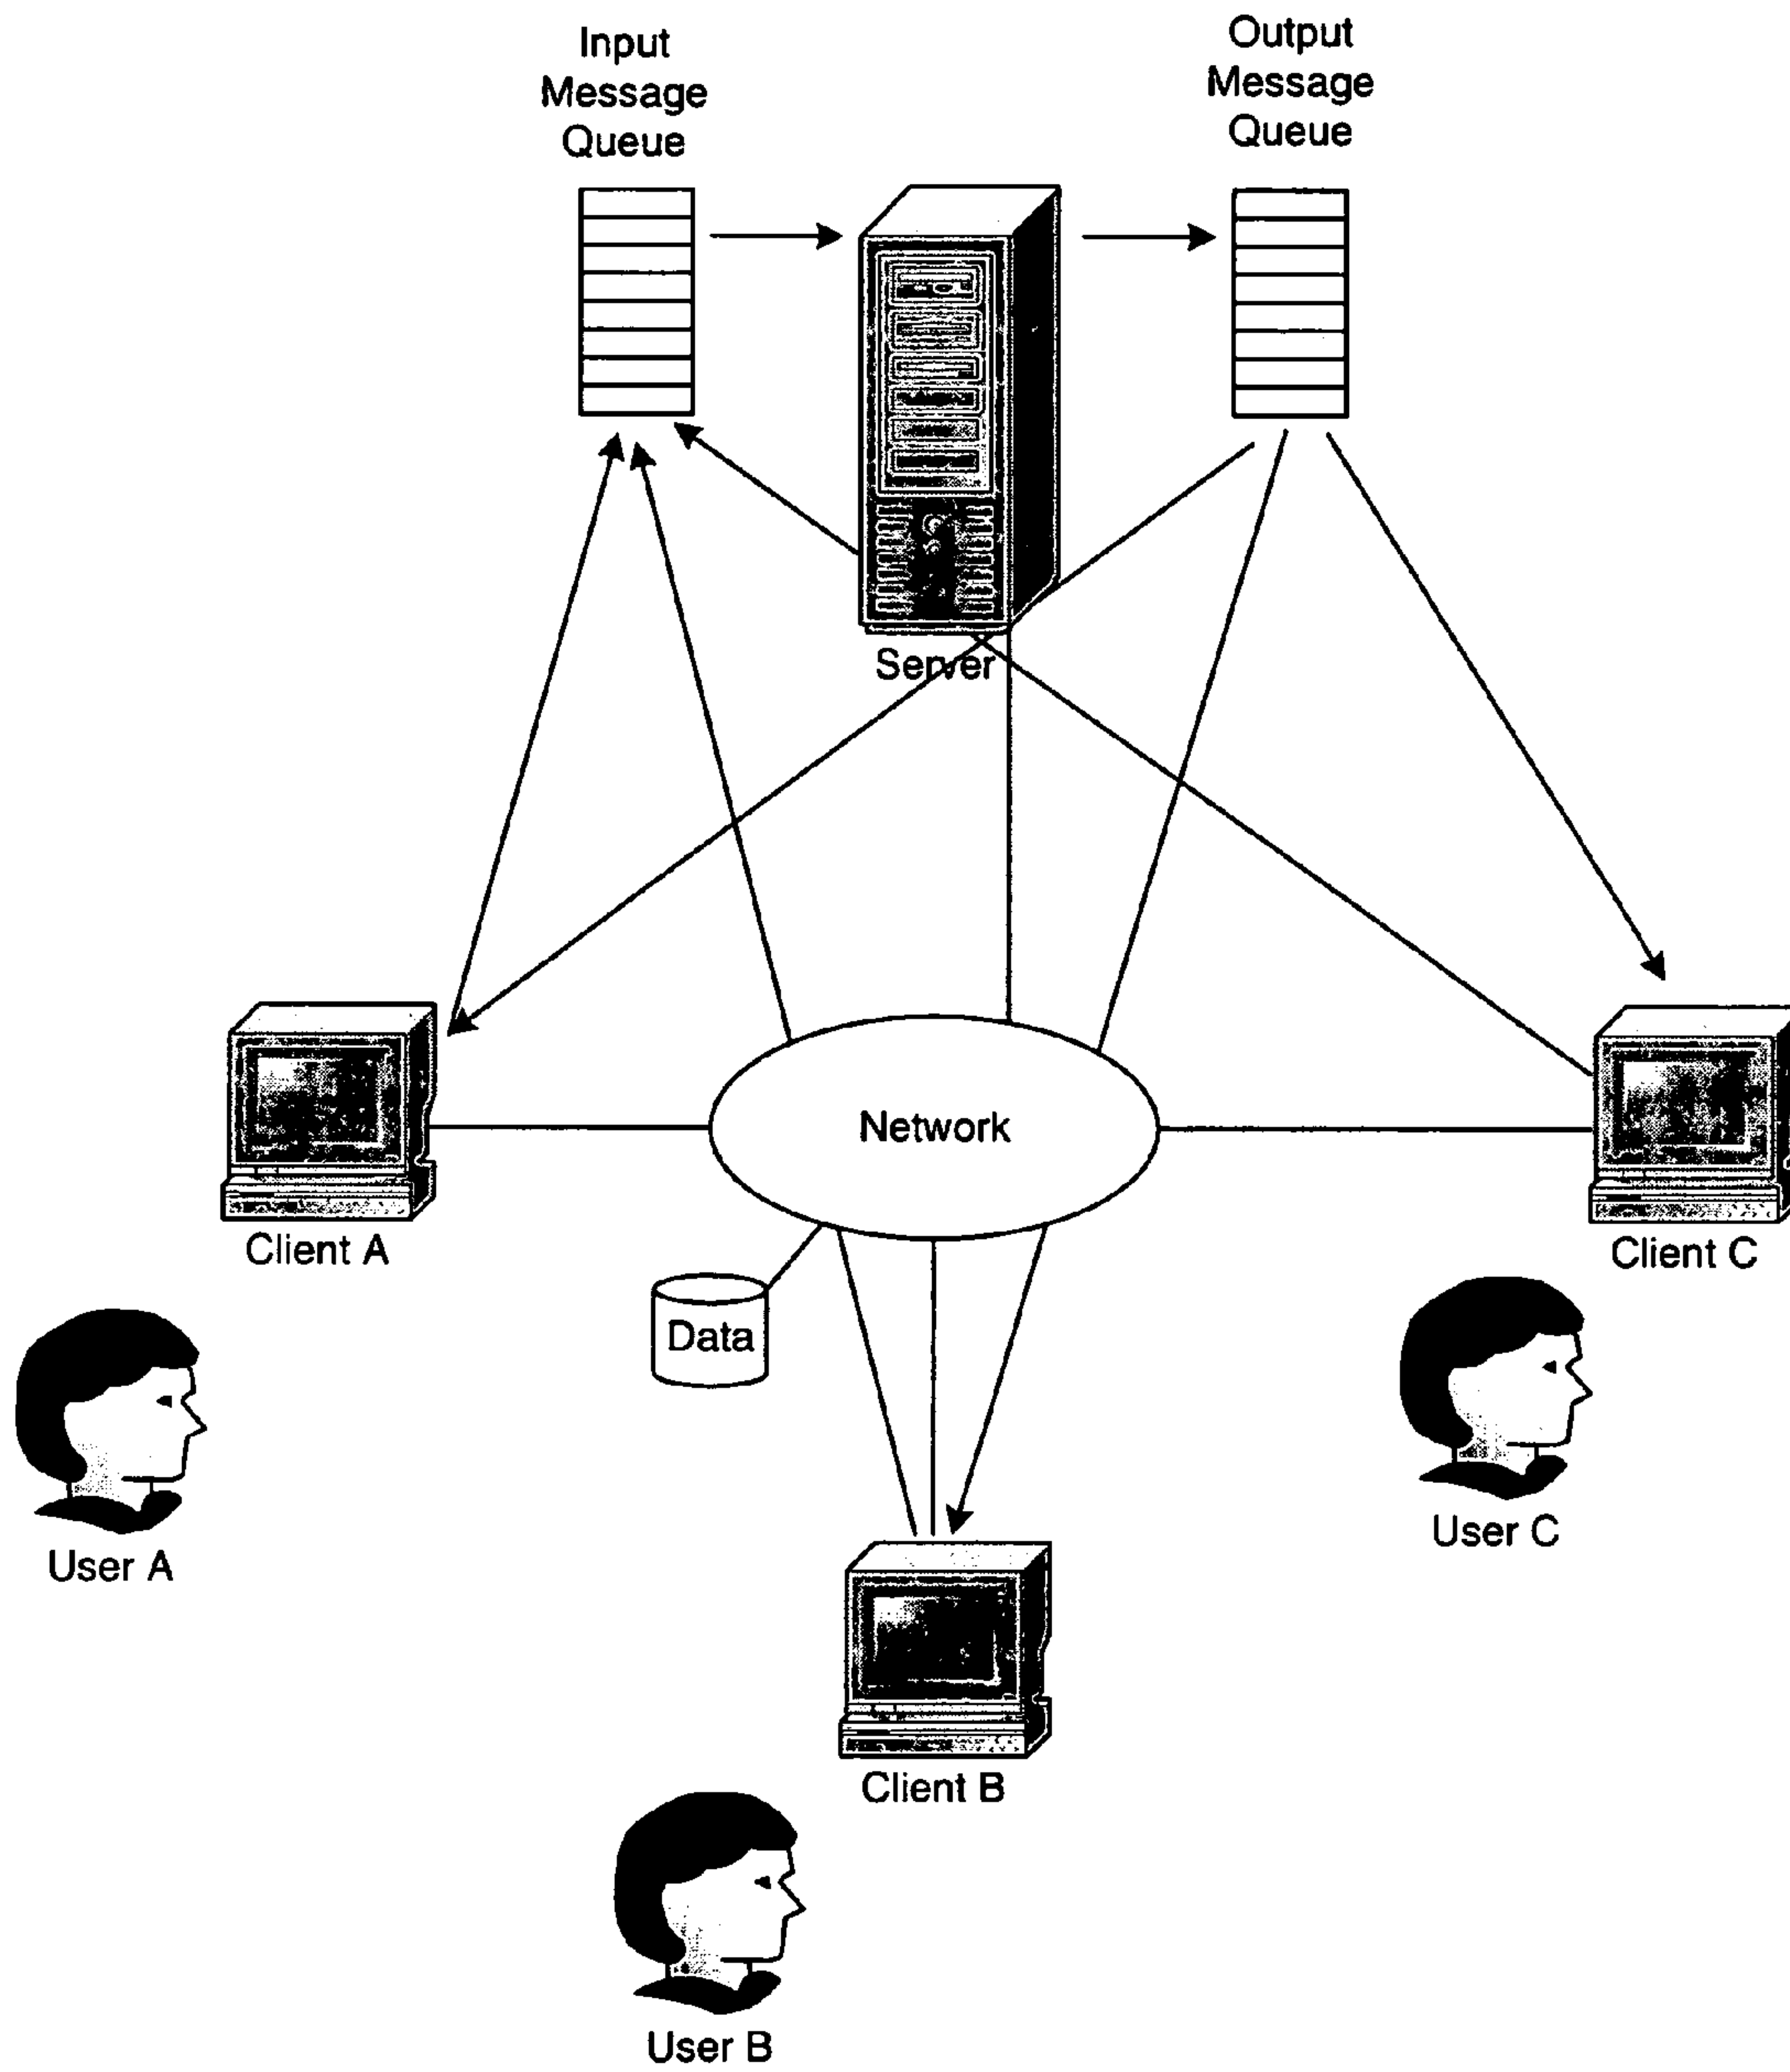 Input
Message
Queue
Output
Message
Queue
Server
Network
Client A
Client C
Data
User A
User C
Client B
User B